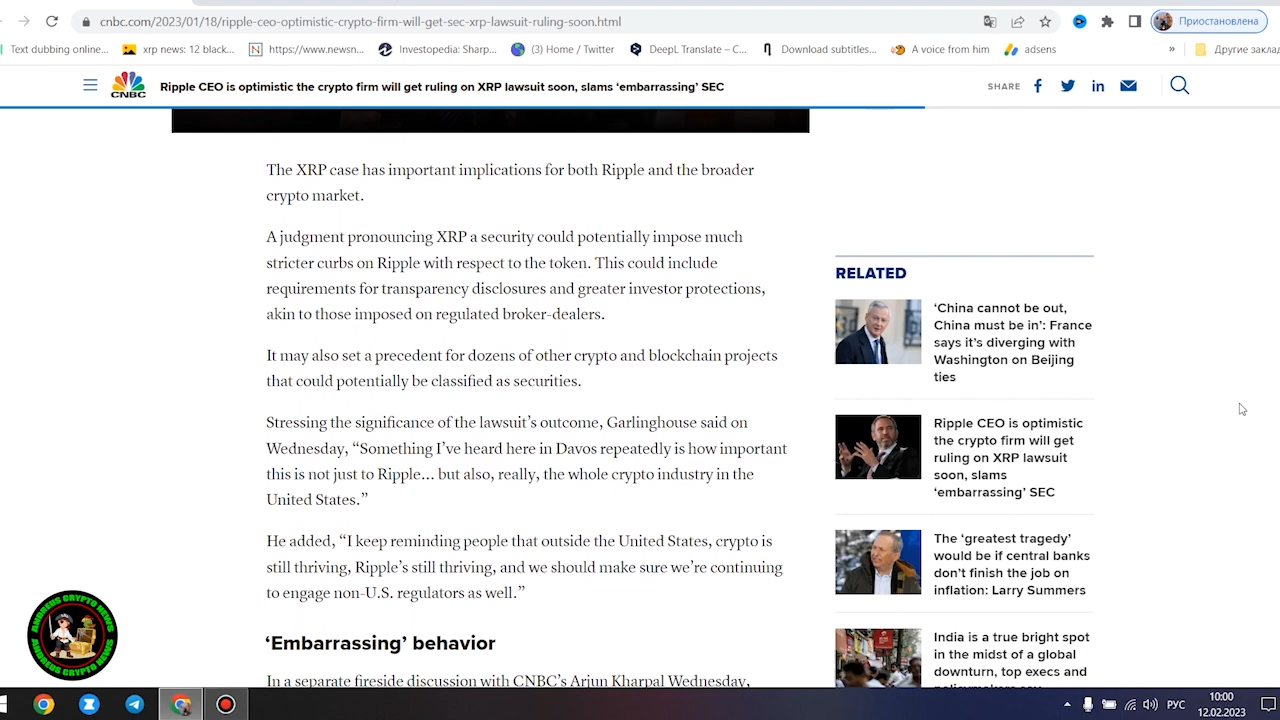 cnbc.com/2023/01/18/ripple-ceo-optimistic-crypto-firm-will-get-sec-xrp-lawsuit-ruling-soon.html
Приостановлена
Text dubbing online...
xrp news: 12 black...
https://www.newsn...
Investopedia: Sharp...
(3) Home / Twitter
DeepL Translate – C...
Download subtitles...
A voice from him
adsens
»
Другие закла
CNBC
Ripple CEO is optimistic the crypto firm will get ruling on XRP lawsuit soon, slams ‘embarrassing’ SEC
SHARE
The XRP case has important implications for both Ripple and the broader
crypto market.
A judgment pronouncing XRP a security could potentially impose much
stricter curbs on Ripple with respect to the token. This could include
requirements for transparency disclosures and greater investor protections,
akin to those imposed on regulated broker-dealers.
It may also set a precedent for dozens of other crypto and blockchain projects
that could potentially be classified as securities.
Stressing the significance of the lawsuit’s outcome, Garlinghouse said on
Wednesday, “Something I’ve heard here in Davos repeatedly is how important
this is not just to Ripple... but also, really, the whole crypto industry in the
United States.”
He added, “I keep reminding people that outside the United States, crypto is
still thriving, Ripple’s still thriving, and we should make sure we’re continuing
to engage non-U.S. regulators as well.”
‘Embarrassing’ behavior
In a separate fireside discussion with CNBC’s Arjun Kharpal Wednesday,
RELATED
‘China cannot be out,
China must be in’: France
says it’s diverging with
Washington on Beijing
ties
Ripple CEO is optimistic
the crypto firm will get
ruling on XRP lawsuit
soon, slams
‘embarrassing’ SEC
The ‘greatest tragedy’
would be if central banks
don’t finish the job on
inflation: Larry Summers
India is a true bright spot
in the midst of a global
downturn, top execs and
policymakers say
ANDREUS CRYPTO NEWS
ANDREUS CRYPTO NEWS
РУС
10:00
12.02.2023